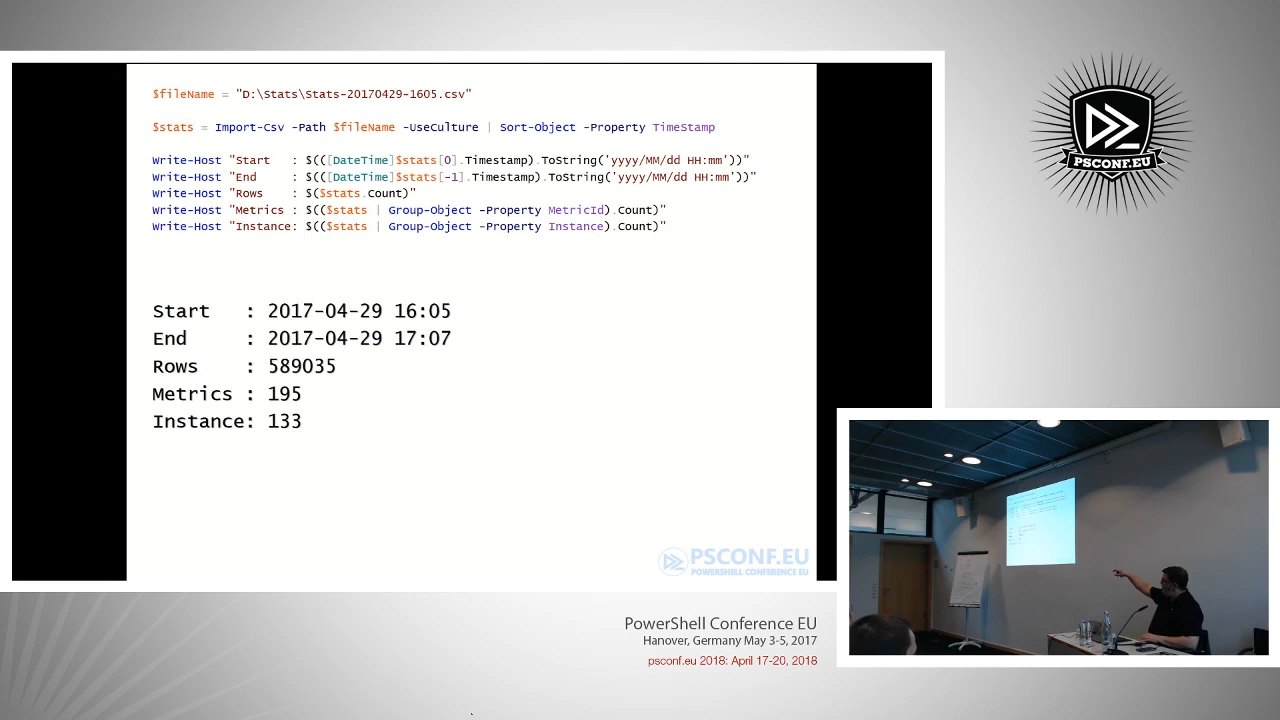 $fileName = "D:\Stats\Stats-20170429-1605.csv"
$stats = Import-Csv -Path $fileName -UseCulture | Sort-Object -Property TimeStamp
Write-Host "Start   : $(([DateTime]$stats[0].Timestamp).ToString('yyyy/MM/dd HH:mm'))"
Write-Host "End     : $(([DateTime]$stats[-1].Timestamp).ToString('yyyy/MM/dd HH:mm'))"
Write-Host "Rows    : $($stats.Count)"
Write-Host "Metrics : $(($stats | Group-Object -Property MetricId).Count)"
Write-Host "Instance: $(($stats | Group-Object -Property Instance).Count)"
Start   : 2017-04-29 16:05
End     : 2017-04-29 17:07
Rows    : 589035
Metrics : 195
Instance: 133
PSCONF.EU
POWERSHELL CONFERENCE EU
PSCONF.EU
PowerShell Conference EU
Hanover, Germany May 3-5, 2017
psconf.eu 2018: April 17-20, 2018